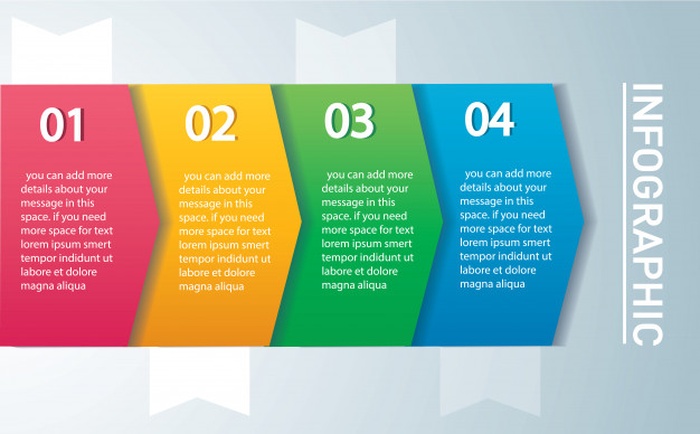 01
you can add more
details about your
message in this
space. if you need
more space for text
lorem ipsum smert
tempor indidunt ut
labore et dolore
magna aliqua
02
you can add more
details about your
message in this
space. if you need
more space for text
lorem ipsum smert
tempor indidunt ut
labore et dolore
magna aliqua
03
you can add more
details about your
message in this
space. if you need
more space for text
lorem ipsum smert
tempor indidunt ut
labore et dolore
magna aliqua
04
you can add more
details about your
message in this
space. if you need
more space for text
lorem ipsum smert
tempor indidunt ut
labore et dolore
magna aliqua
INFOGRAPHIC